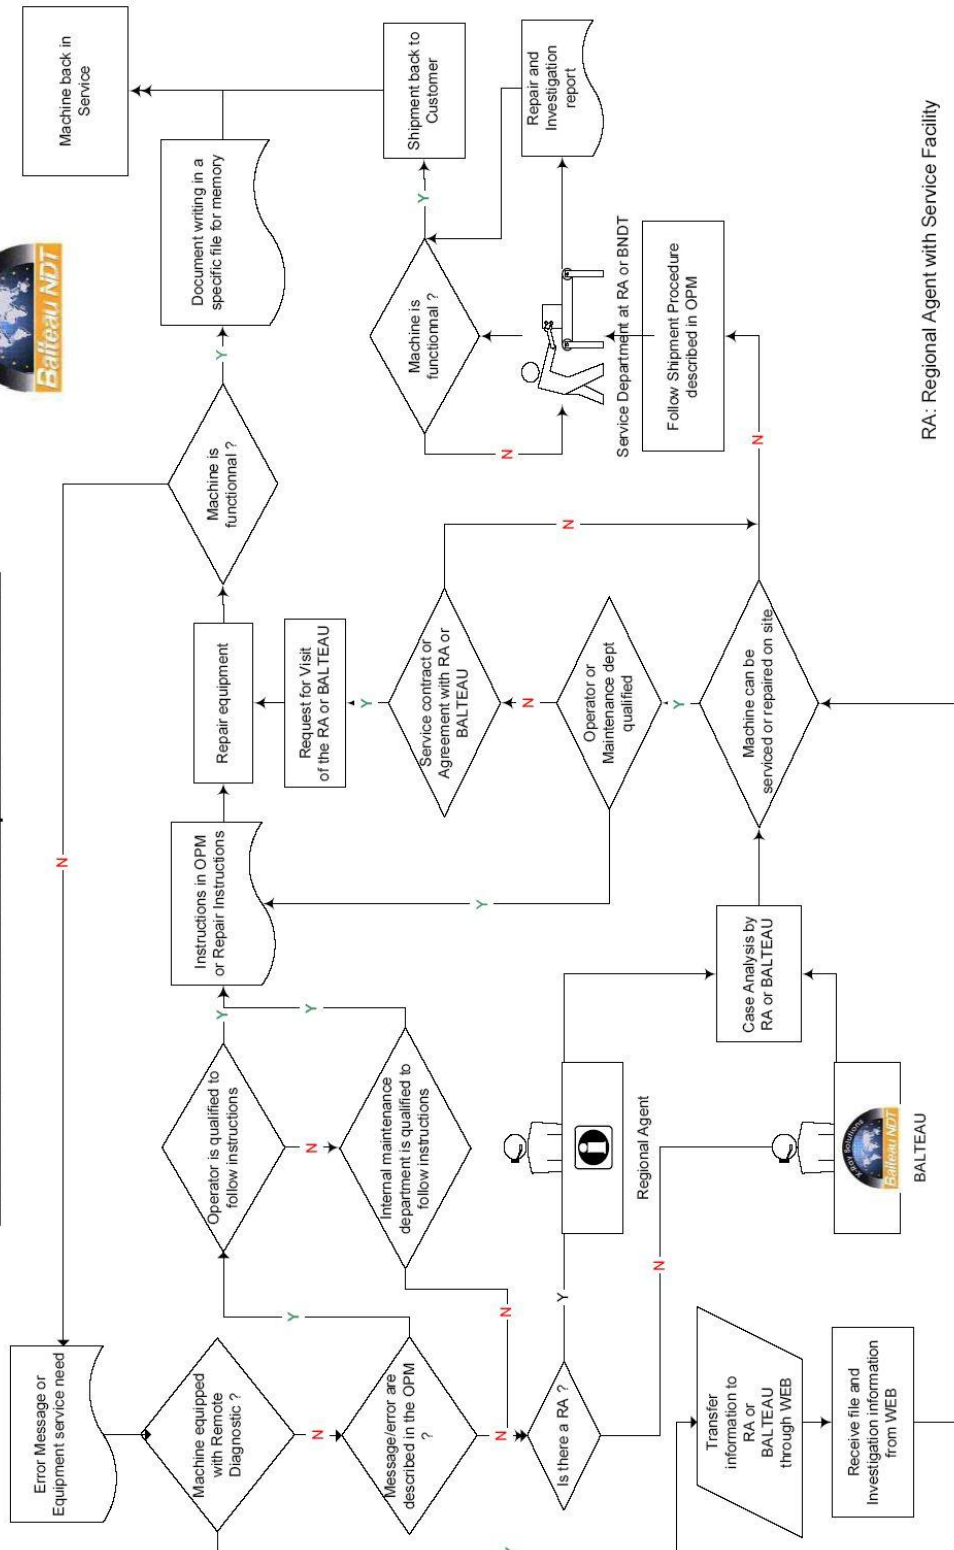 Balteau NDT
Error Message or
Equipment service need
Machine equipped
with Remote
Diagnostic ?
N
Message/error are
described in the OPM
?
Y
N
Operator is qualified to
follow instructions
N
Internal maintenance
department is qualified to
follow instructions
Y
Y
N
Instructions in OPM
or Repair Instructions
Repair equipment
Machine is
functionnal ?
N
Y
Document writing in a
specific file for memory
Machine back in
Service
Request for Visit
of the RA or BALTEAU
Y
Service contract or
Agreement with RA or
BALTEAU
N
N
Operator or
Maintenance dept
qualified
Y
Y
Machine can be
serviced or repaired on site
N
Follow Shipment Procedure
described in OPM
Service Department at RA or BNDT
Machine is
functionnal ?
N
Y
Shipment back to
Customer
Repair and
Investigation
report
Is there a RA ?
Y
N
Regional Agent
X-Ray Solutions
Balteau NDT
BALTEAU
Case Analysis by
RA or BALTEAU
Transfer
information to
RA or
BALTEAU
through WEB
Receive file and
Investigation information
from WEB
RA: Regional Agent with Service Facility